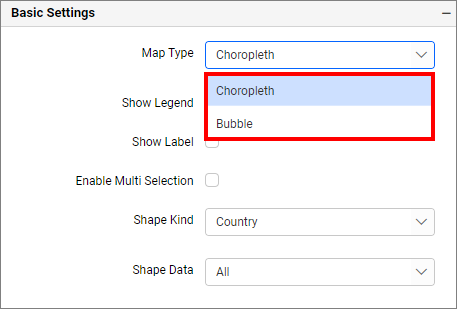 Basic Settings
Map Type Choropleth
Choropleth
Show Legend
Bubble
Show Label
Enable Multi Selection
Shape Kind Country
Shape Data All